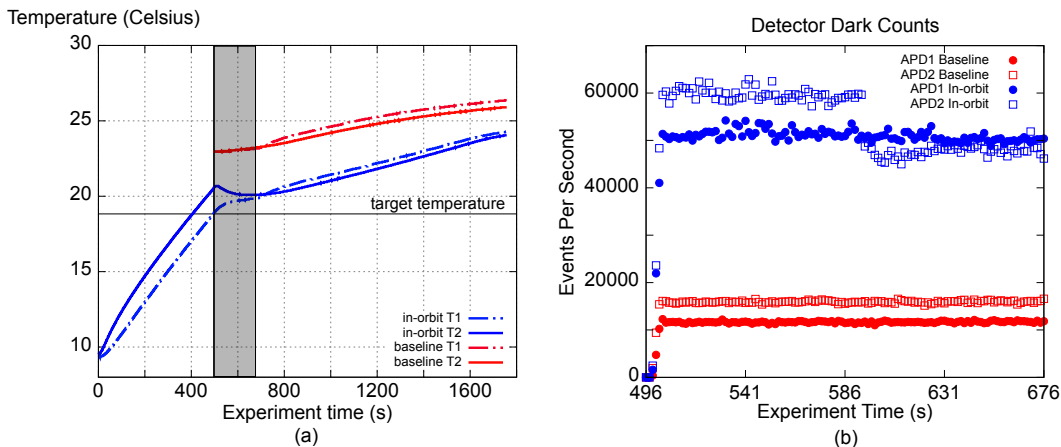 Temperature (Celsius)
30
25
20
15
10
target temperature
in-orbit T1
in-orbit T2
baseline T1
baseline T2
0 400 800 1200 1600
Experiment time (s)
(a)
Detector Dark Counts
Events Per Second
60000
40000
20000
0
APD1 Baseline
APD2 Baseline
APD1 In-orbit
APD2 In-orbit
496 541 586 631 676
Experiment Time (s)
(b)